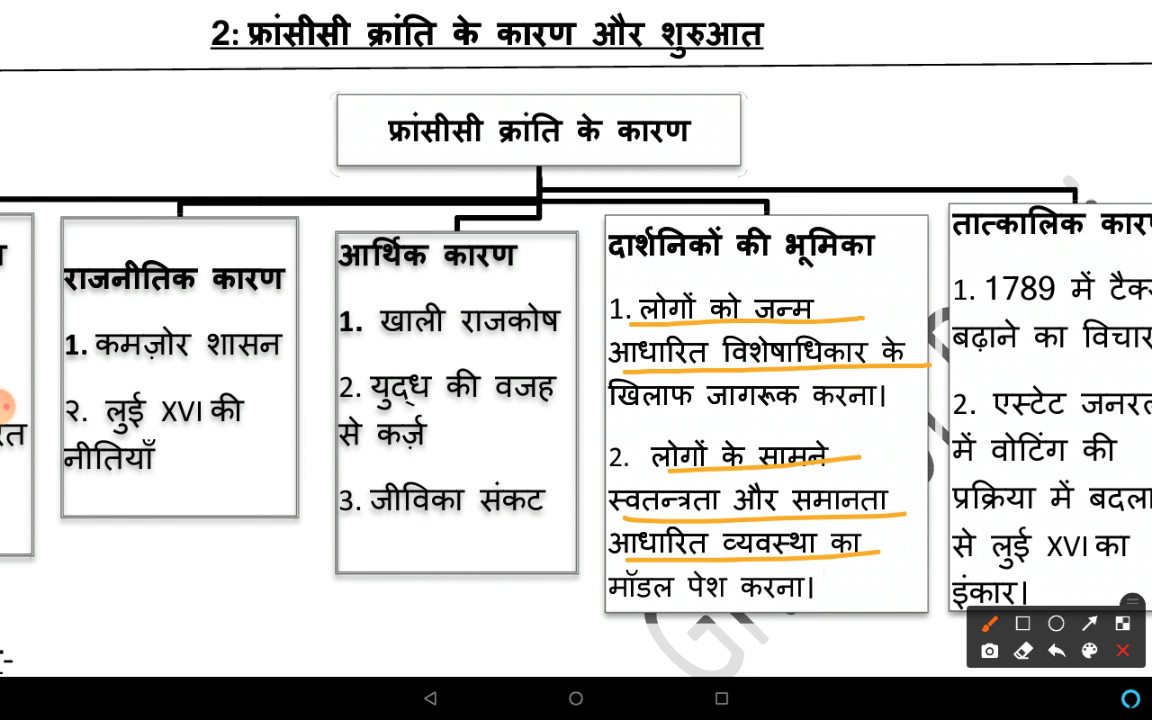 2: फ्रांसीसी क्रांति के कारण और शुरुआत
फ्रांसीसी क्रांति के कारण
राजनीतिक कारण
1. कमज़ोर शासन
२. लुई XVI की
नीतियाँ
आर्थिक कारण
1. खाली राजकोष
2. युद्ध की वजह
से कर्ज़
3. जीविका संकट
दार्शनिकों की भूमिका
1. लोगों को जन्म
आधारित विशेषाधिकार के
खिलाफ जागरूक करना।
2. लोगों के सामने
स्वतन्त्रता और समानता
आधारित व्यवस्था का
मॉडल पेश करना।
तात्कालिक
1. 1789 में
बढ़ाने का विचार
2. एस्टेट
में वोटिंग की
प्रक्रिया में
से लुई XVI का
इंकार।